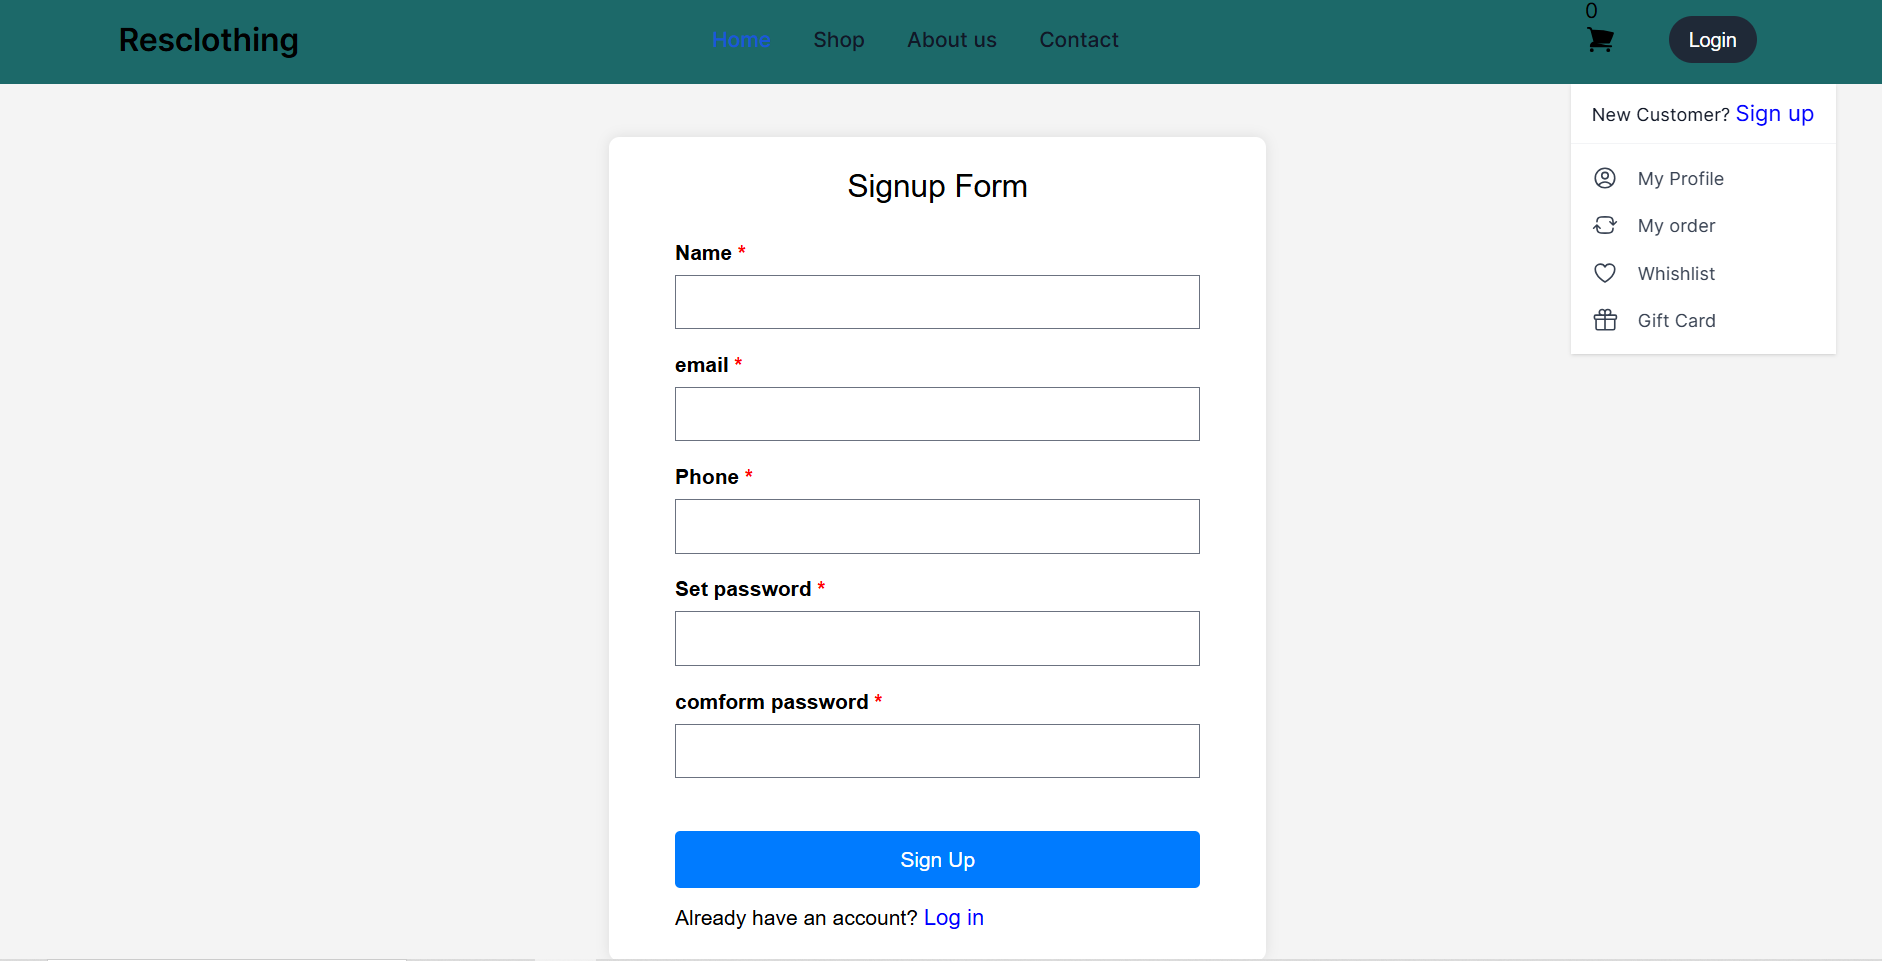 Resclothing
Home Shop About us Contact
0
Login
New Customer? Sign up
My Profile
My order
Whishlist
Gift Card
Signup Form
Name *
email *
Phone *
Set password *
comform password *
Sign Up
Already have an account? Log in